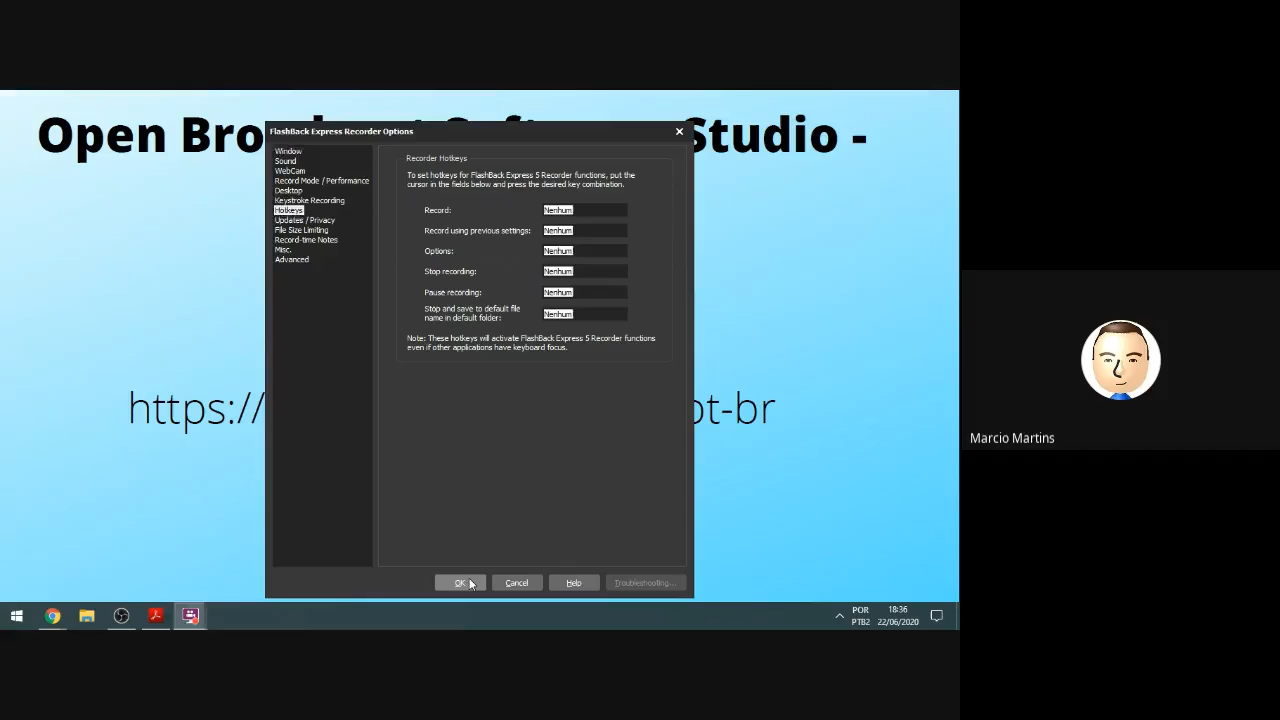 Open Bro
Studio -
FlashBack Express Recorder Options
Window
Sound
WebCam
Record Mode / Performance
Desktop
Keystroke Recording
Hotkeys
Updates / Privacy
File Size Limiting
Record-time Notes
Misc.
Advanced
Recorder Hotkeys
To set hotkeys for FlashBack Express 5 Recorder functions, put the
cursor in the fields below and press the desired key combination.
Record: Nenhum
Record using previous settings: Nenhum
Options: Nenhum
Stop recording: Nenhum
Pause recording: Nenhum
Stop and save to default file
name in default folder: Nenhum
Note: These hotkeys will activate FlashBack Express 5 Recorder functions
even if other applications have keyboard focus.
https://
pt-br
OK Cancel Help Troubleshooting...
POR
PTB2
18:36
22/06/2020
Marcio Martins